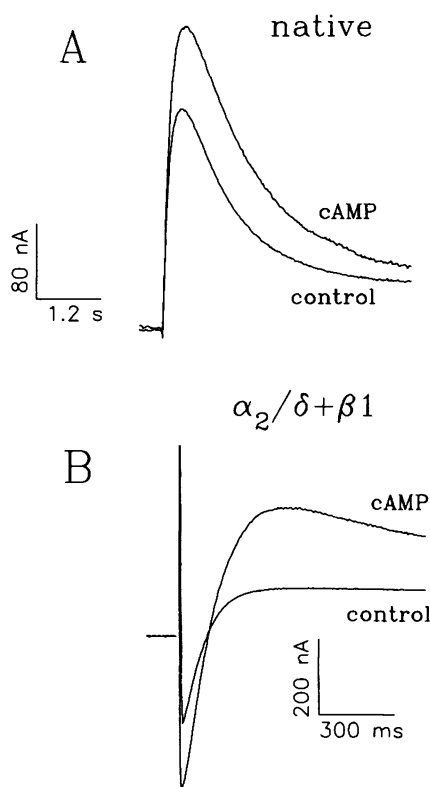 A
native
cAMP
control
80 nA
1.2 s
α₂/δ+β1
B
cAMP
control
200 nA
300 ms